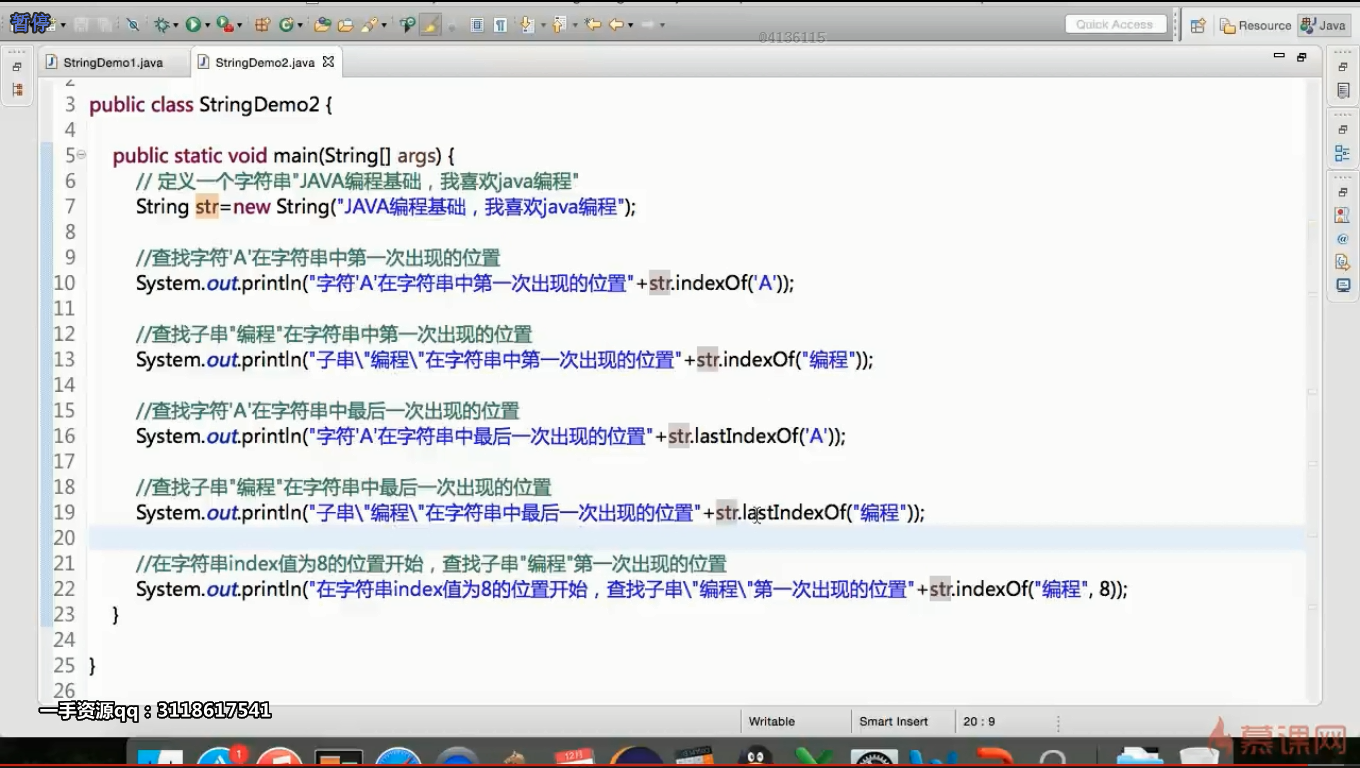 暂停
Quick Access
Resource
Java
@4136115
StringDemo1.java
StringDemo2.java
2
3 public class StringDemo2 {
4
5 public static void main(String[] args) {
6 // 定义一个字符串"JAVA编程基础，我喜欢java编程"
7 String str=new String("JAVA编程基础，我喜欢java编程");
8
9 //查找字符'A'在字符串中第一次出现的位置
10 System.out.println("字符'A'在字符串中第一次出现的位置"+str.indexOf('A'));
11
12 //查找子串"编程"在字符串中第一次出现的位置
13 System.out.println("子串\"编程\"在字符串中第一次出现的位置"+str.indexOf("编程"));
14
15 //查找字符'A'在字符串中最后一次出现的位置
16 System.out.println("字符'A'在字符串中最后一次出现的位置"+str.lastIndexOf('A'));
17
18 //查找子串"编程"在字符串中最后一次出现的位置
19 System.out.println("子串\"编程\"在字符串中最后一次出现的位置"+str.lastIndexOf("编程"));
20
21 //在字符串index值为8的位置开始，查找子串"编程"第一次出现的位置
22 System.out.println("在字符串index值为8的位置开始，查找子串\"编程\"第一次出现的位置"+str.indexOf("编程", 8));
23 }
24
25 }
26
一手资源qq：3118617541
Writable
Smart Insert
20 : 9
慕课网
1
12月